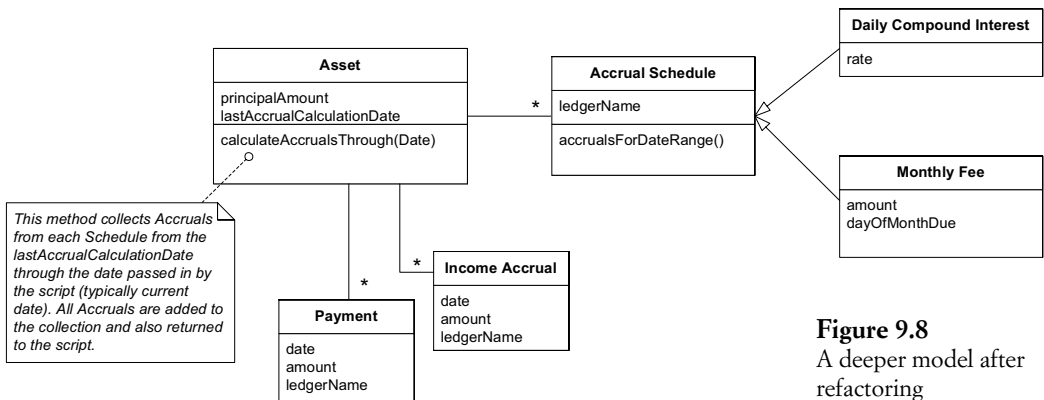 Asset
principalAmount
lastAccrualCalculationDate
calculateAccrualsThrough(Date)
*
Accrual Schedule
ledgerName
accrualsForDateRange()
Daily Compound Interest
rate
Monthly Fee
amount
dayOfMonthDue
This method collects Accruals
from each Schedule from the
lastAccrualCalculationDate
through the date passed in by
the script (typically current
date). All Accruals are added to
the collection and also returned
to the script.
*
Payment
date
amount
ledgerName
*
Income Accrual
date
amount
ledgerName
Figure 9.8
A deeper model after
refactoring